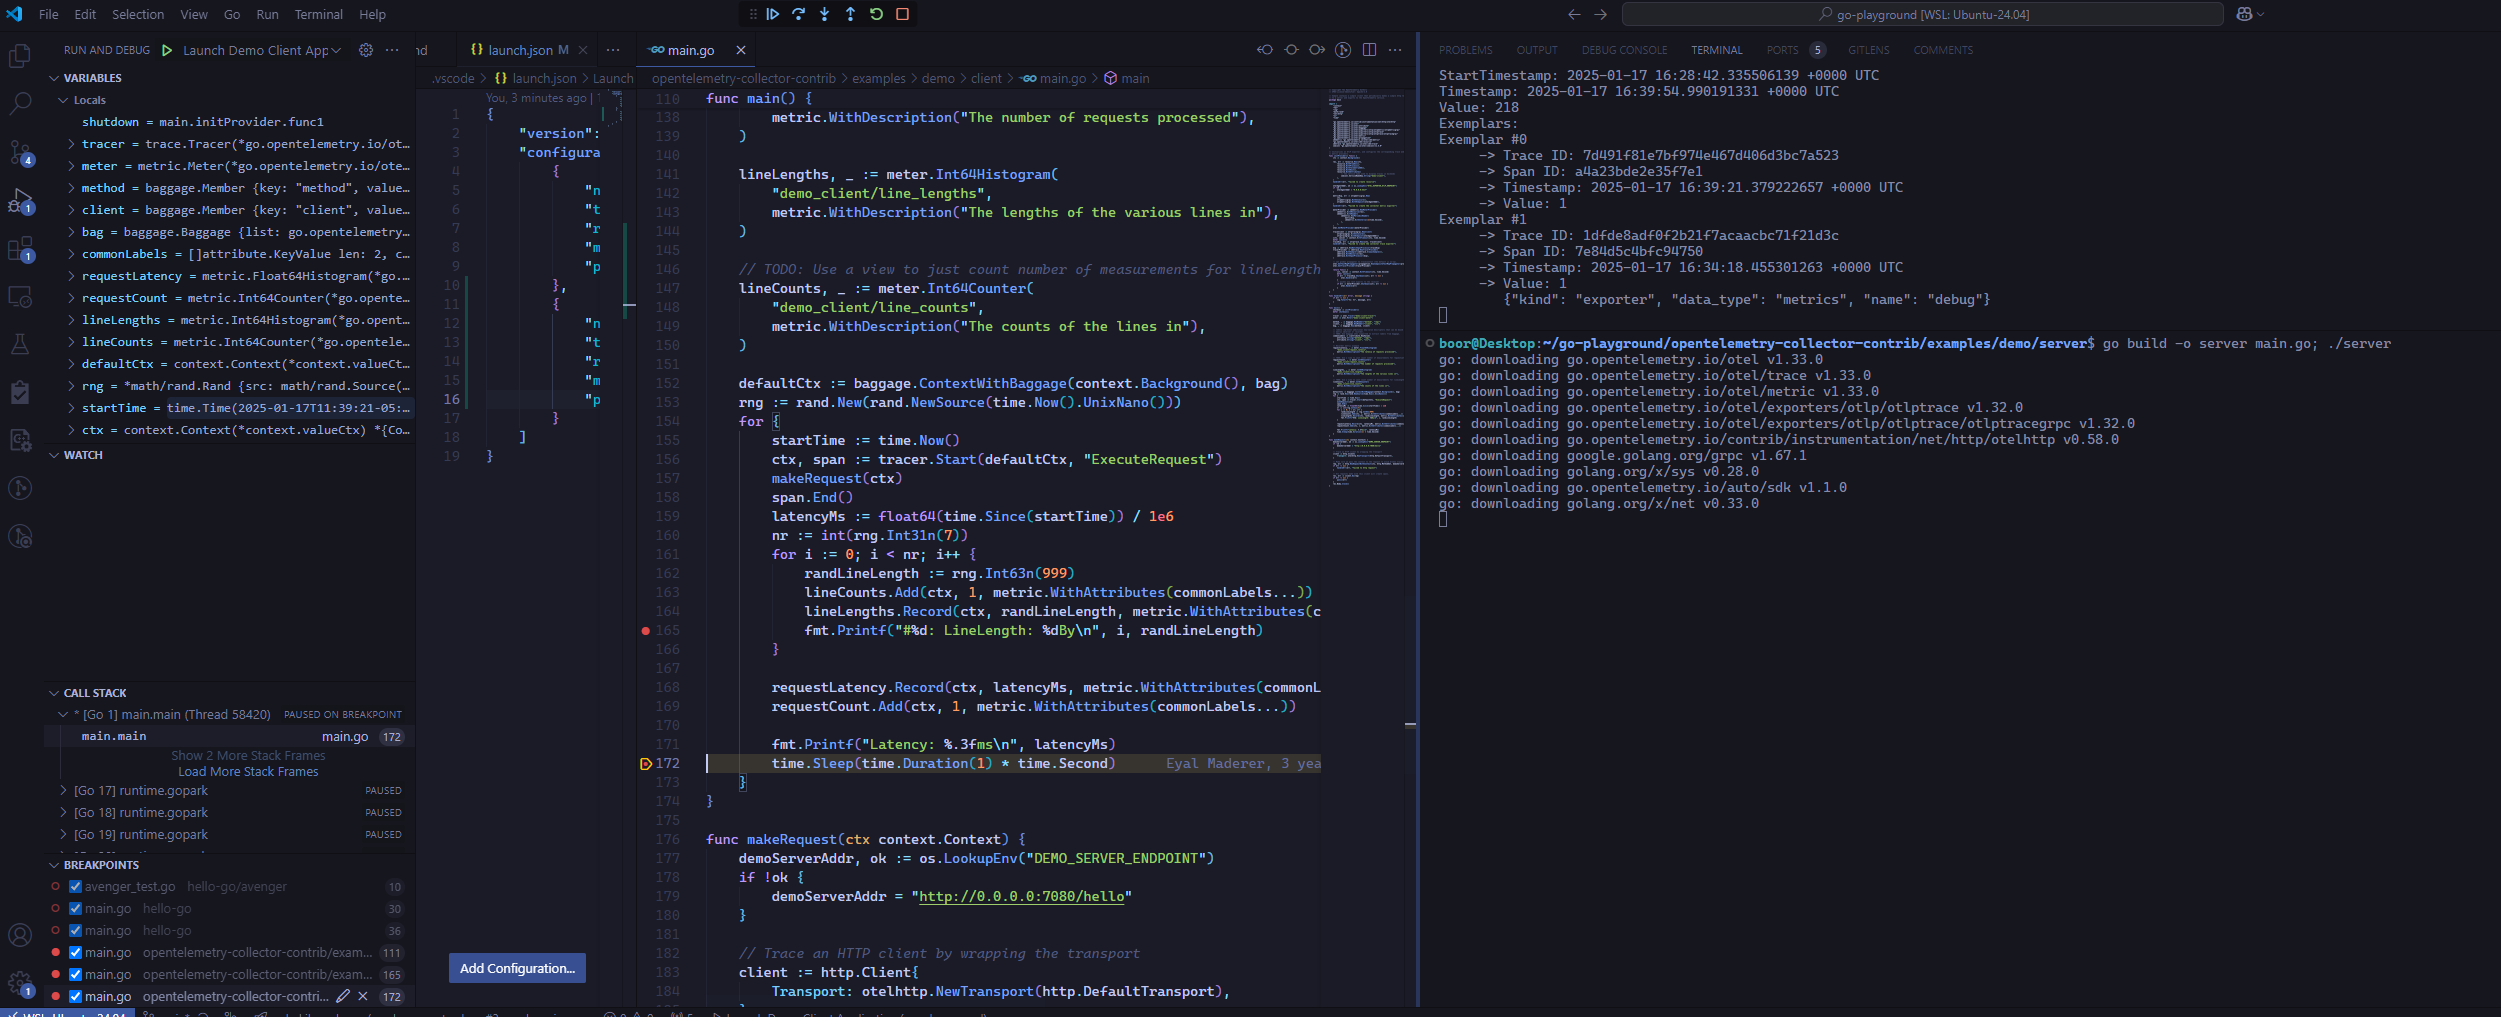 File Edit Selection View Go Run Terminal Help
go-playground [WSL: Ubuntu-24.04]
RUN AND DEBUG Launch Demo Client App
VARIABLES
Locals
shutdown = main.initProvider.func1
tracer = trace.Tracer(*go.opentelemetry.io/ot…
meter = metric.Meter(*go.opentelemetry.io/ote…
method = baggage.Member {key: "method", value…
client = baggage.Member {key: "client", value…
bag = baggage.Baggage {list: go.opentelemetry…
commonLabels = []attribute.KeyValue len: 2, c…
requestLatency = metric.Float64Histogram(*go.…
requestCount = metric.Int64Counter(*go.opente…
lineLengths = metric.Int64Histogram(*go.opent…
lineCounts = metric.Int64Counter(*go.opentele…
defaultCtx = context.Context(*context.valueCt…
rng = *math/rand.Rand {src: math/rand.Source(…
startTime = time.Time(2025-01-17T11:39:21-05:…
ctx = context.Context(*context.valueCtx) *{Co…
WATCH
CALL STACK
* [Go 1] main.main (Thread 58420) PAUSED ON BREAKPOINT
main.main main.go 172
Show 2 More Stack Frames
Load More Stack Frames
[Go 17] runtime.gopark PAUSED
[Go 18] runtime.gopark PAUSED
[Go 19] runtime.gopark PAUSED
BREAKPOINTS
avenger_test.go hello-go/avenger 10
main.go hello-go 30
main.go hello-go 36
main.go opentelemetry-collector-contrib/exam… 111
main.go opentelemetry-collector-contrib/exam… 165
main.go opentelemetry-collector-contri… 172
4
1
1
1
launch.json M
.vscode > launch.json > Launch
You, 3 minutes ago | 1
1 {
2 "version":
3 "configura
4 {
5 "n
6 "t
7 "r
8 "m
9 "p
10 },
11 {
12 "n
13 "t
14 "r
15 "m
16 "p
17 }
18 ]
19 }
Add Configuration...
main.go
opentelemetry-collector-contrib > examples > demo > client > main.go > main
110 func main() {
138 metric.WithDescription("The number of requests processed"),
139 )
140
141 lineLengths, _ := meter.Int64Histogram(
142 "demo_client/line_lengths",
143 metric.WithDescription("The lengths of the various lines in"),
144 )
145
146 // TODO: Use a view to just count number of measurements for lineLength
147 lineCounts, _ := meter.Int64Counter(
148 "demo_client/line_counts",
149 metric.WithDescription("The counts of the lines in"),
150 )
151
152 defaultCtx := baggage.ContextWithBaggage(context.Background(), bag)
153 rng := rand.New(rand.NewSource(time.Now().UnixNano()))
154 for {
155 startTime := time.Now()
156 ctx, span := tracer.Start(defaultCtx, "ExecuteRequest")
157 makeRequest(ctx)
158 span.End()
159 latencyMs := float64(time.Since(startTime)) / 1e6
160 nr := int(rng.Int31n(7))
161 for i := 0; i < nr; i++ {
162 randLineLength := rng.Int63n(999)
163 lineCounts.Add(ctx, 1, metric.WithAttributes(commonLabels...))
164 lineLengths.Record(ctx, randLineLength, metric.WithAttributes(c
165 fmt.Printf("#%d: LineLength: %dBy\n", i, randLineLength)
166 }
167
168 requestLatency.Record(ctx, latencyMs, metric.WithAttributes(commonL
169 requestCount.Add(ctx, 1, metric.WithAttributes(commonLabels...))
170
171 fmt.Printf("Latency: %.3fms\n", latencyMs)
172 time.Sleep(time.Duration(1) * time.Second) Eyal Maderer, 3 yea
173 }
174 }
175
176 func makeRequest(ctx context.Context) {
177 demoServerAddr, ok := os.LookupEnv("DEMO_SERVER_ENDPOINT")
178 if !ok {
179 demoServerAddr = "http://0.0.0.0:7080/hello"
180 }
181
182 // Trace an HTTP client by wrapping the transport
183 client := http.Client{
184 Transport: otelhttp.NewTransport(http.DefaultTransport),
PROBLEMS OUTPUT DEBUG CONSOLE TERMINAL PORTS 5 GITLENS COMMENTS
StartTimestamp: 2025-01-17 16:28:42.335506139 +0000 UTC
Timestamp: 2025-01-17 16:39:54.990191331 +0000 UTC
Value: 218
Exemplars:
Exemplar #0
-> Trace ID: 7d491f81e7bf974e467d406d3bc7a523
-> Span ID: a4a23bde2e35f7e1
-> Timestamp: 2025-01-17 16:39:21.379222657 +0000 UTC
-> Value: 1
Exemplar #1
-> Trace ID: 1dfde8adf0f2b21f7acaacbc71f21d3c
-> Span ID: 7e84d5c4bfc94750
-> Timestamp: 2025-01-17 16:34:18.455301263 +0000 UTC
-> Value: 1
{"kind": "exporter", "data_type": "metrics", "name": "debug"}
boor@Desktop:~/go-playground/opentelemetry-collector-contrib/examples/demo/server$ go build -o server main.go; ./server
go: downloading go.opentelemetry.io/otel v1.33.0
go: downloading go.opentelemetry.io/otel/trace v1.33.0
go: downloading go.opentelemetry.io/otel/metric v1.33.0
go: downloading go.opentelemetry.io/otel/exporters/otlp/otlptrace v1.32.0
go: downloading go.opentelemetry.io/otel/exporters/otlp/otlptrace/otlptracegrpc v1.32.0
go: downloading go.opentelemetry.io/contrib/instrumentation/net/http/otelhttp v0.58.0
go: downloading google.golang.org/grpc v1.67.1
go: downloading golang.org/x/sys v0.28.0
go: downloading go.opentelemetry.io/auto/sdk v1.1.0
go: downloading golang.org/x/net v0.33.0
WSL: Ubuntu-24.04